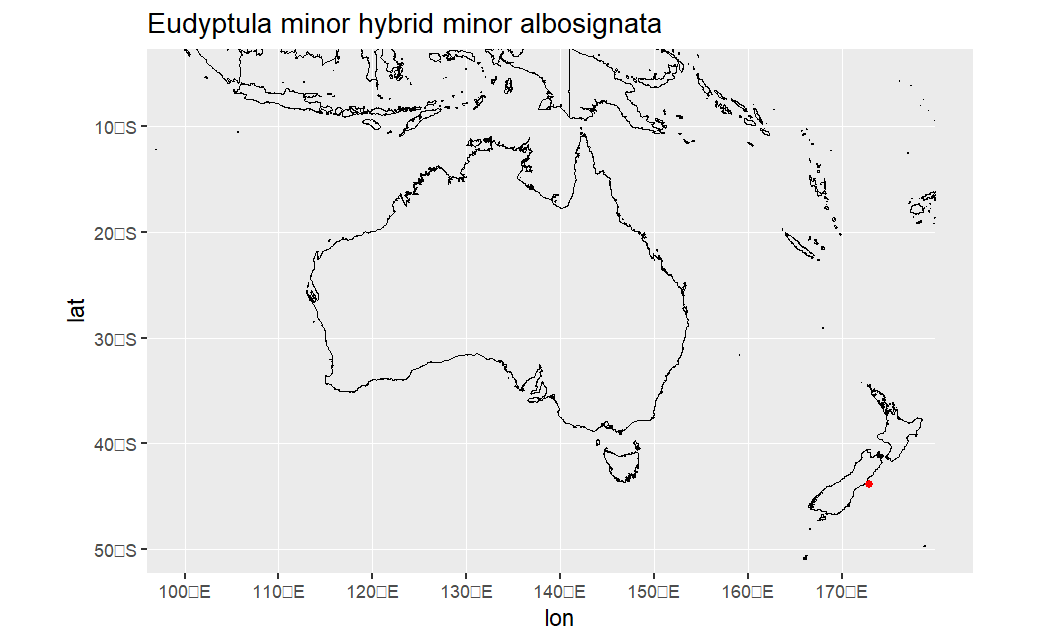 Eudyptula minor hybrid minor albosignata
lat
10□S
20□S
30□S
40□S
50□S
100□E
110□E
120□E
130□E
140□E
150□E
160□E
170□E
lon